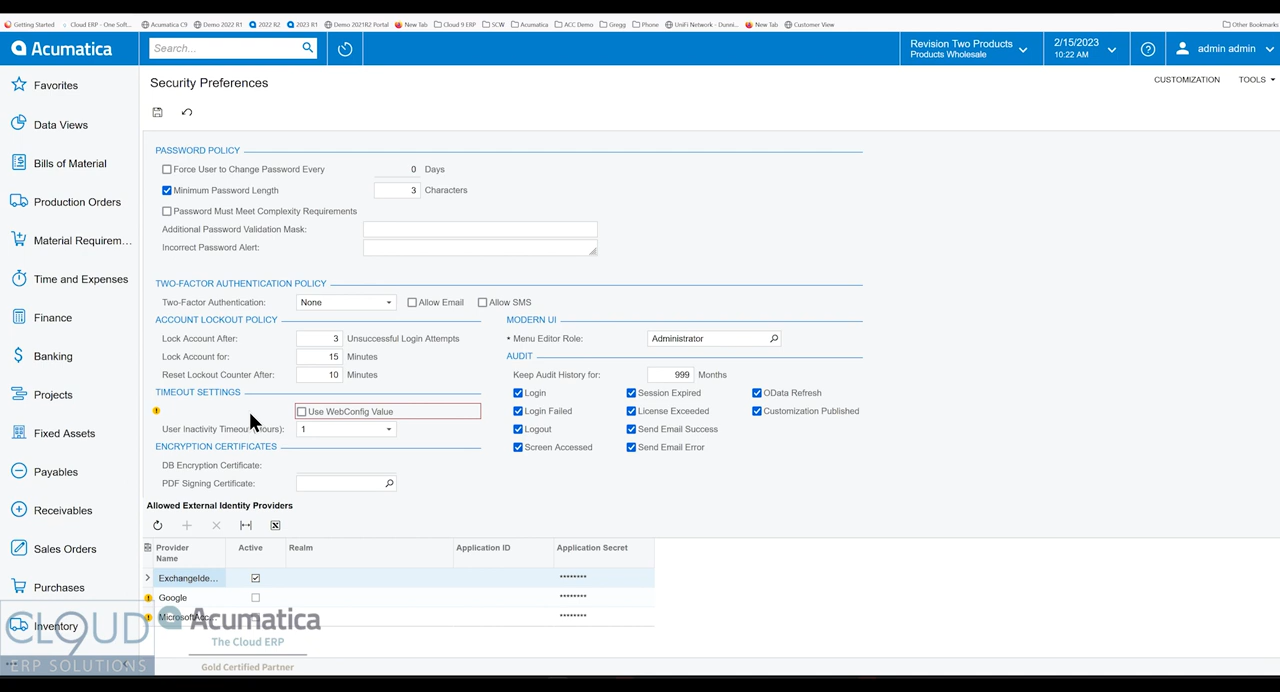 Getting Started Cloud ERP - One Soft... Acumatica C9 Demo 2022 R1 2022 R2 2023 R1 Demo 2021R2 Portal New Tab Cloud 9 ERP SCW Acumatica ACC Demo Gregg Phone UniFi Network - Dunni... New Tab Customer View Other Bookmarks
Acumatica Search... Revision Two Products 2/15/2023 admin admin
Products Wholesale 10:22 AM
Security Preferences
CUSTOMIZATION TOOLS
Favorites
Data Views
Bills of Material
Production Orders
Material Requirem...
Time and Expenses
Finance
Banking
Projects
Fixed Assets
Payables
Receivables
Sales Orders
Purchases
Inventory
PASSWORD POLICY
Force User to Change Password Every 0 Days
Minimum Password Length 3 Characters
Password Must Meet Complexity Requirements
Additional Password Validation Mask:
Incorrect Password Alert:
TWO-FACTOR AUTHENTICATION POLICY
Two-Factor Authentication: None Allow Email Allow SMS
ACCOUNT LOCKOUT POLICY
Lock Account After: 3 Unsuccessful Login Attempts
Lock Account for: 15 Minutes
Reset Lockout Counter After: 10 Minutes
TIMEOUT SETTINGS
Use WebConfig Value
User Inactivity Timeou ours): 1
ENCRYPTION CERTIFICATES
DB Encryption Certificate:
PDF Signing Certificate:
MODERN UI
Menu Editor Role: Administrator
AUDIT
Keep Audit History for: 999 Months
Login Session Expired OData Refresh
Login Failed License Exceeded Customization Published
Logout Send Email Success
Screen Accessed Send Email Error
Allowed External Identity Providers
Provider Name Active Realm Application ID Application Secret
ExchangeIde... ********
Google ********
MicrosoftAcc... ********
CLOUD 9
ERP SOLUTIONS
Acumatica
The Cloud ERP
Gold Certified Partner